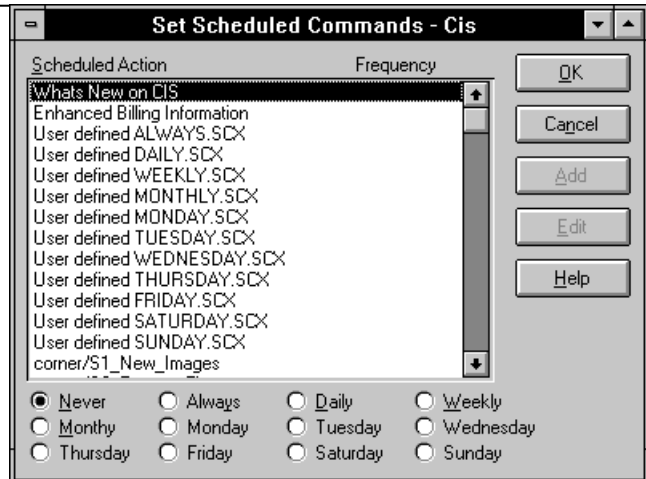 Set Scheduled Commands - Cis
Scheduled Action Frequency
Whats New on CIS
Enhanced Billing Information
User defined ALWAYS.SCX
User defined DAILY.SCX
User defined WEEKLY.SCX
User defined MONTHLY.SCX
User defined MONDAY.SCX
User defined TUESDAY.SCX
User defined WEDNESDAY.SCX
User defined THURSDAY.SCX
User defined FRIDAY.SCX
User defined SATURDAY.SCX
User defined SUNDAY.SCX
corner/S1_New_Images
OK
Cancel
Add
Edit
Help
Never Always Daily Weekly
Monthy Monday Tuesday Wednesday
Thursday Friday Saturday Sunday